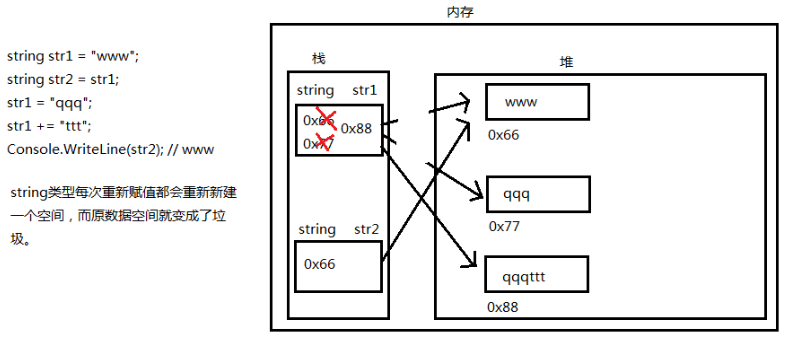 内存
string str1 = "www";
string str2 = str1;
str1 = "qqq";
str1 += "ttt";
Console.WriteLine(str2); // www
string类型每次重新赋值都会重新新建
一个空间，而原数据空间就变成了垃
圾。
栈
string str1
0x66
0x88
0x77
string str2
0x66
堆
www
0x66
qqq
0x77
qqqttt
0x88